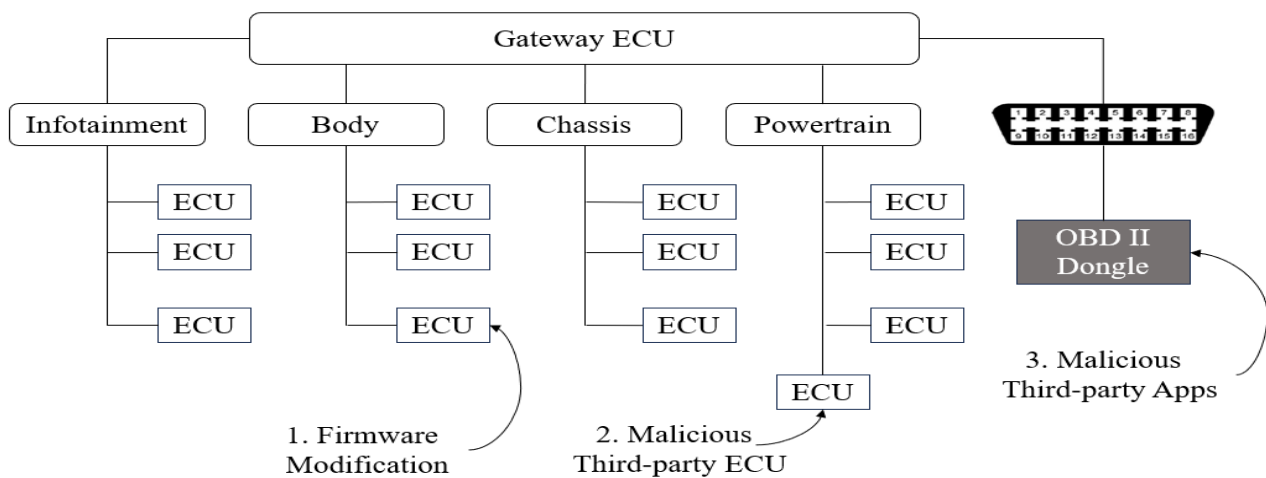 Gateway ECU
Infotainment
Body
Chassis
Powertrain
1 2 3 4 5 6 7 8
9 10 11 12 13 14 15 16
ECU
ECU
ECU
ECU
ECU
ECU
ECU
ECU
ECU
ECU
ECU
ECU
ECU
OBD II
Dongle
1. Firmware
Modification
2. Malicious
Third-party ECU
3. Malicious
Third-party Apps